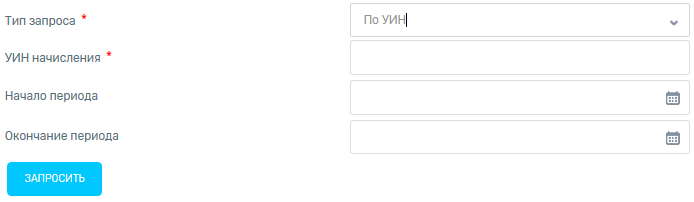 Тип запроса * По УИН
УИН начисления *
Начало периода
Окончание периода
ЗАПРОСИТЬ